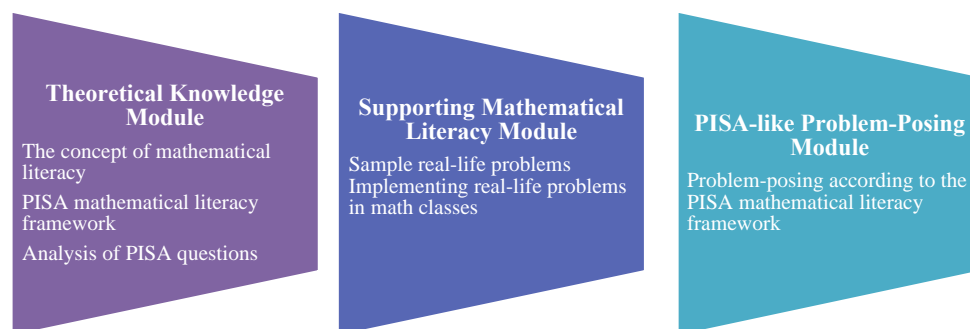 Theoretical Knowledge
Module
The concept of mathematical
literacy
PISA mathematical literacy
framework
Analysis of PISA questions
Supporting Mathematical
Literacy Module
Sample real-life problems
Implementing real-life problems
in math classes
PISA-like Problem-Posing
Module
Problem-posing according to the
PISA mathematical literacy
framework